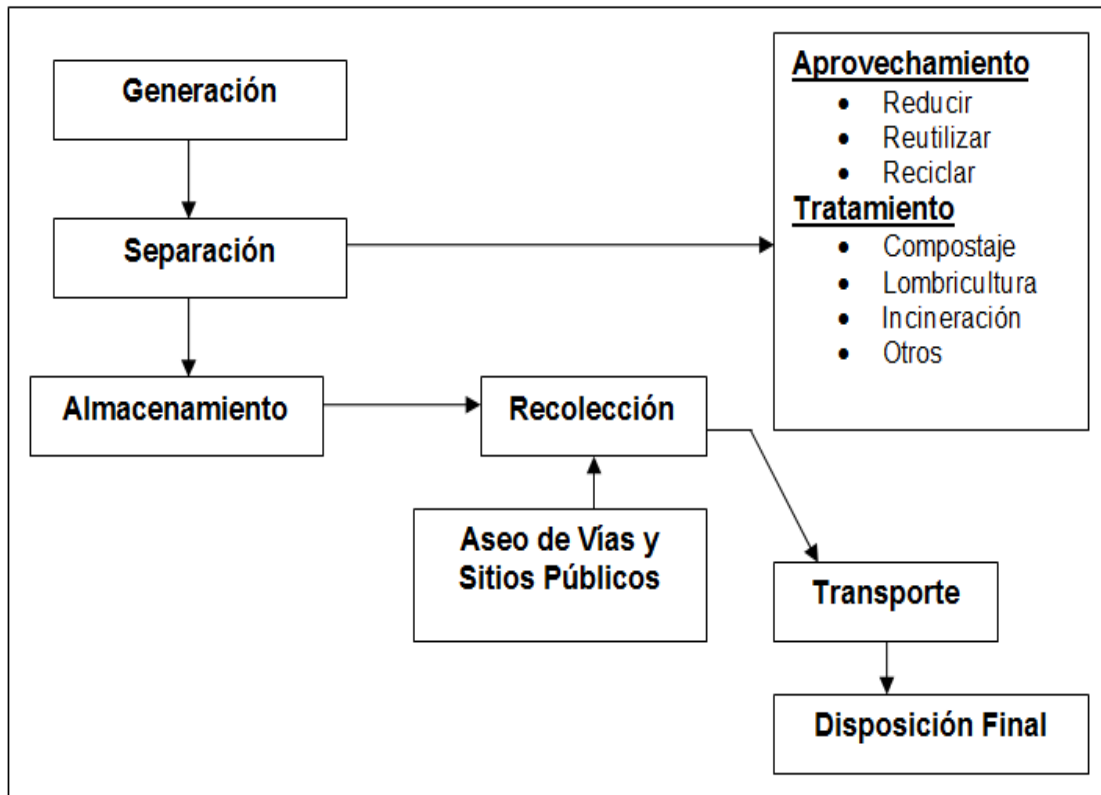 Generación
Separación
Almacenamiento
Recolección
Aseo de Vías y
Sitios Públicos
Aprovechamiento
• Reducir
• Reutilizar
• Reciclar
Tratamiento
• Compostaje
• Lombricultura
• Incineración
• Otros
Transporte
Disposición Final